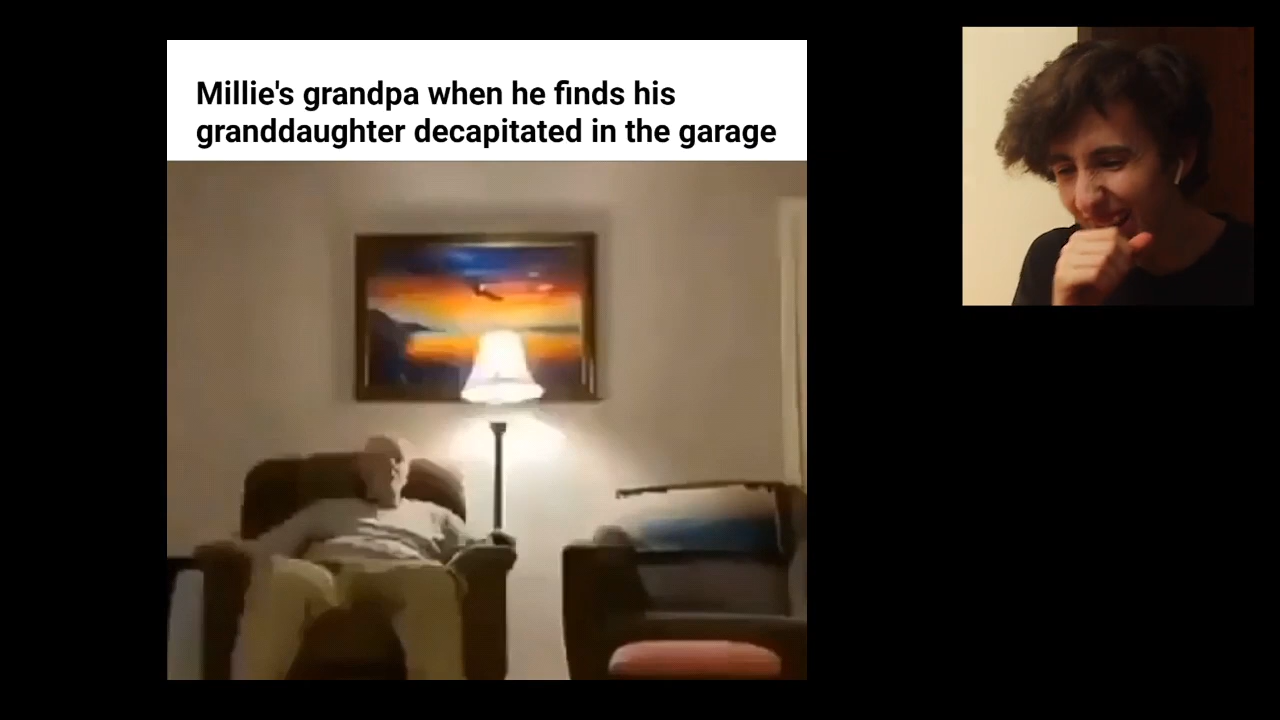 Millie's grandpa when he finds his
granddaughter decapitated in the garage